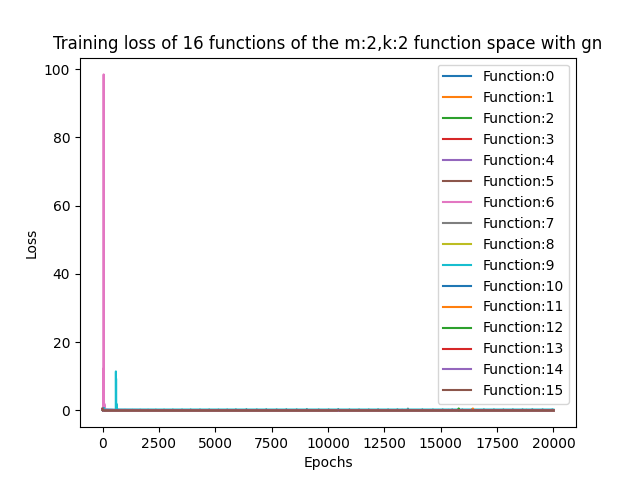 Training loss of 16 functions of the m:2,k:2 function space with gn
100
80
60
40
20
0
Loss
Function:0
Function:1
Function:2
Function:3
Function:4
Function:5
Function:6
Function:7
Function:8
Function:9
Function:10
Function:11
Function:12
Function:13
Function:14
Function:15
0 2500 5000 7500 10000 12500 15000 17500 20000
Epochs